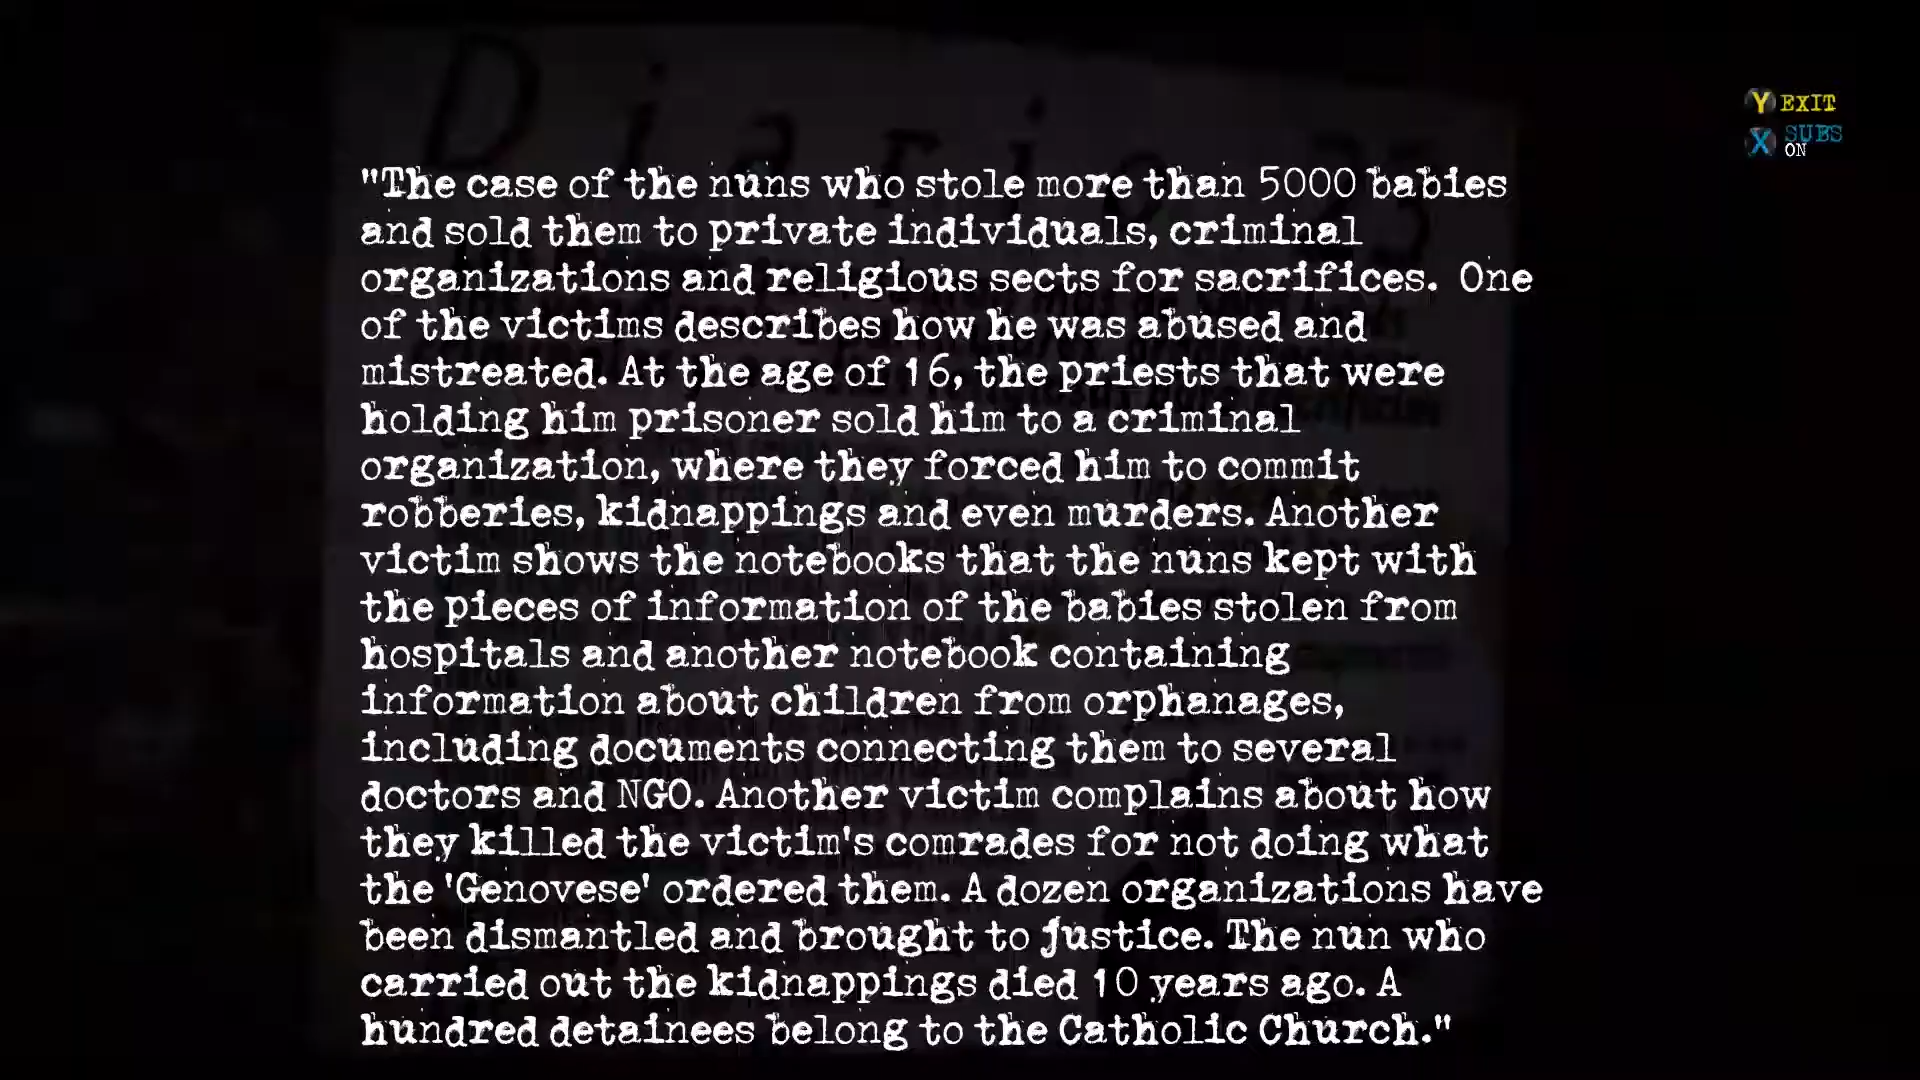 Diario 25
Y EXIT
X SUBS
ON
"The case of the nuns who stole more than 5000 babies
and sold them to private individuals, criminal
organizations and religious sects for sacrifices. One
of the victims describes how he was abused and
mistreated. At the age of 16, the priests that were
holding him prisoner sold him to a criminal
organization, where they forced him to commit
robberies, kidnappings and even murders. Another
victim shows the notebooks that the nuns kept with
the pieces of information of the babies stolen from
hospitals and another notebook containing
information about children from orphanages,
including documents connecting them to several
doctors and NGO. Another victim complains about how
they killed the victim's comrades for not doing what
the 'Genovese' ordered them. A dozen organizations have
been dismantled and brought to justice. The nun who
carried out the kidnappings died 10 years ago. A
hundred detainees belong to the Catholic Church."